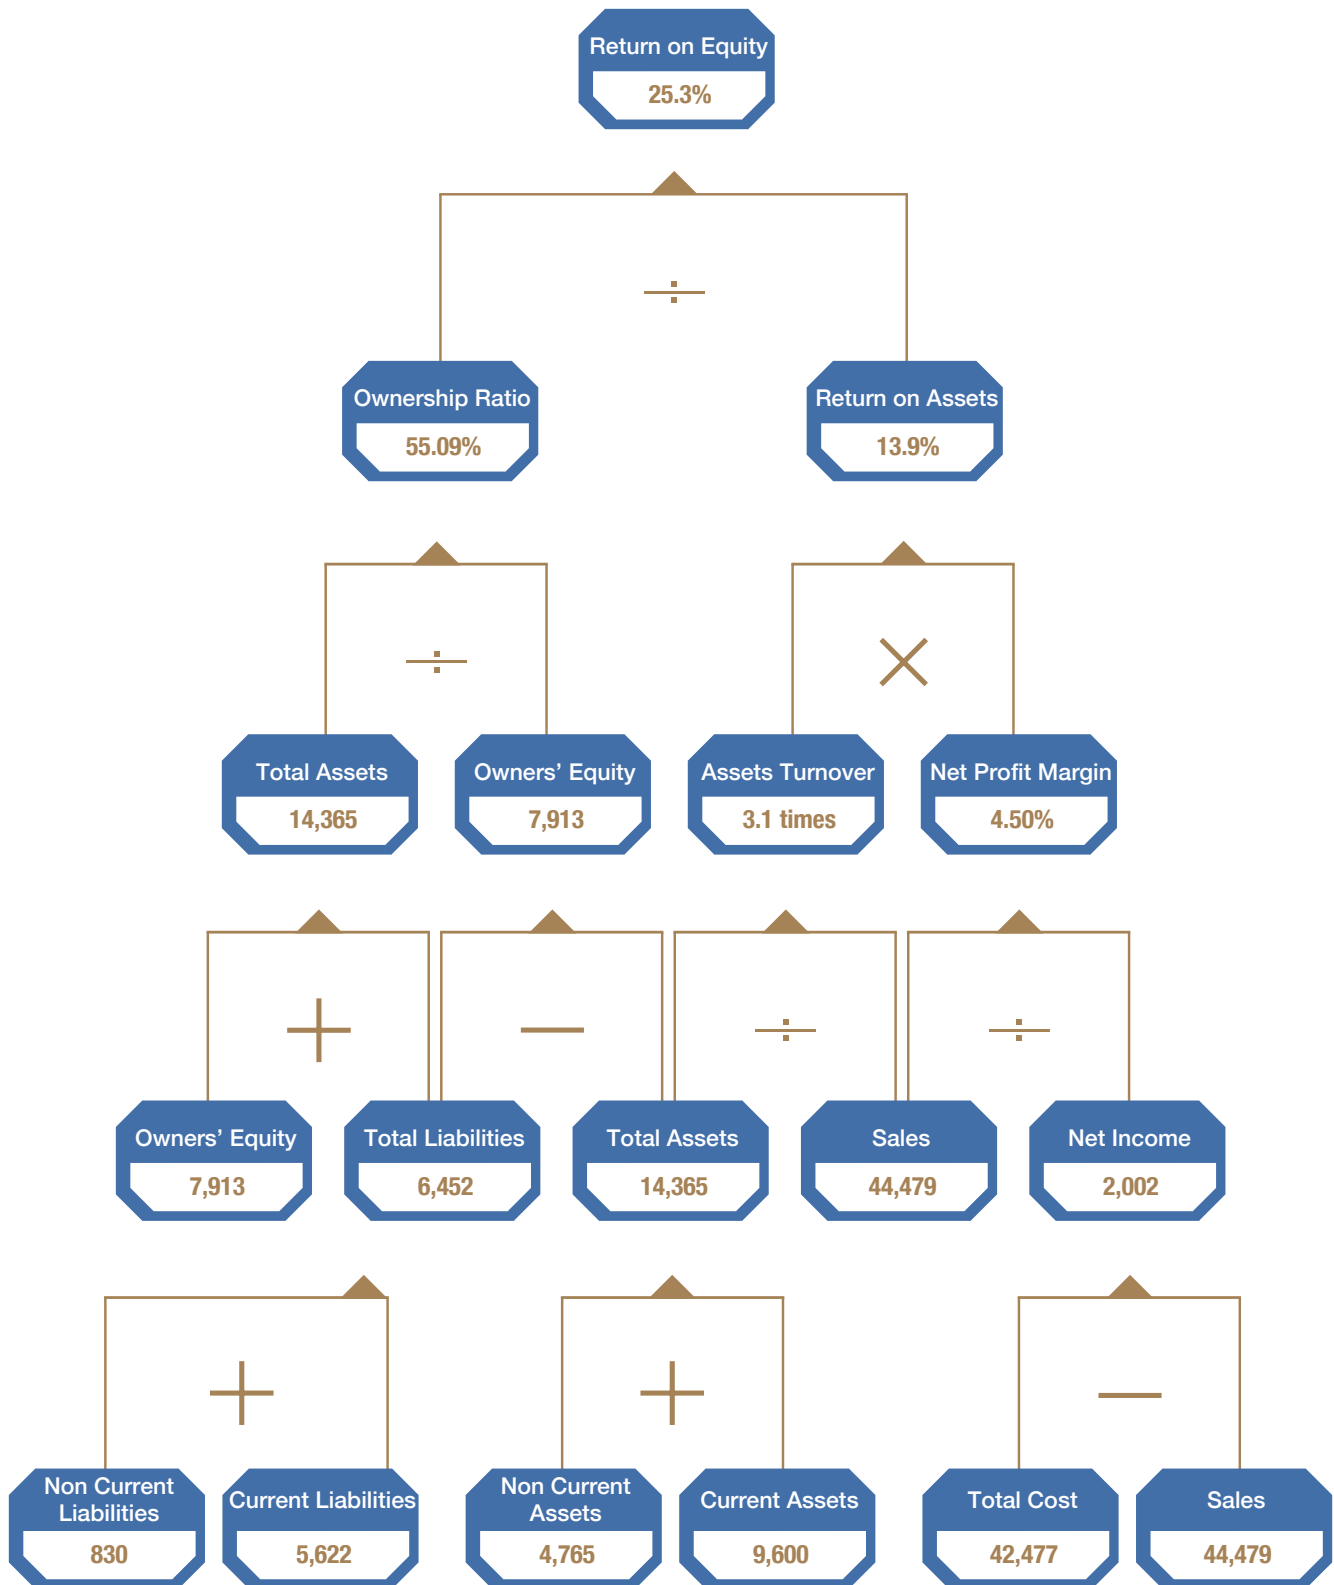 Return on Equity
25.3%
Ownership Ratio
55.09%
Return on Assets
13.9%
Total Assets
14,365
Owners’ Equity
7,913
Assets Turnover
3.1 times
Net Profit Margin
4.50%
Owners’ Equity
7,913
Total Liabilities
6,452
Total Assets
14,365
Sales
44,479
Net Income
2,002
Non Current
Liabilities
830
Current Liabilities
5,622
Non Current
Assets
4,765
Current Assets
9,600
Total Cost
42,477
Sales
44,479